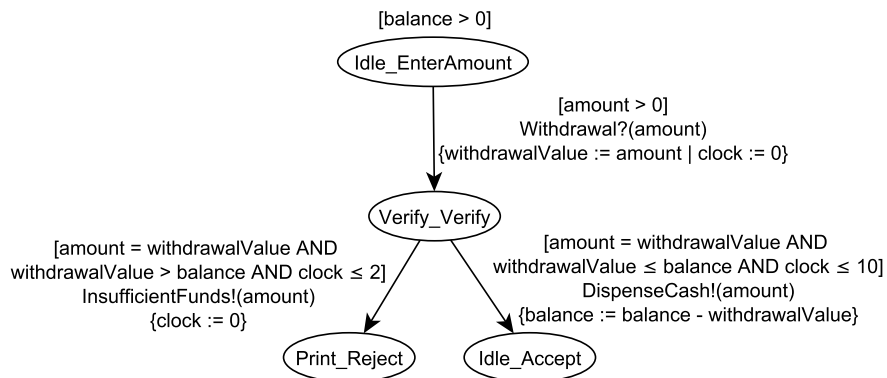 [balance > 0]
Idle_EnterAmount
[amount > 0]
Withdrawal?(amount)
{withdrawalValue := amount | clock := 0}
Verify_Verify
[amount = withdrawalValue AND
withdrawalValue > balance AND clock ≤ 2]
InsufficientFunds!(amount)
{clock := 0}
[amount = withdrawalValue AND
withdrawalValue ≤ balance AND clock ≤ 10]
DispenseCash!(amount)
{balance := balance - withdrawalValue}
Print_Reject
Idle_Accept